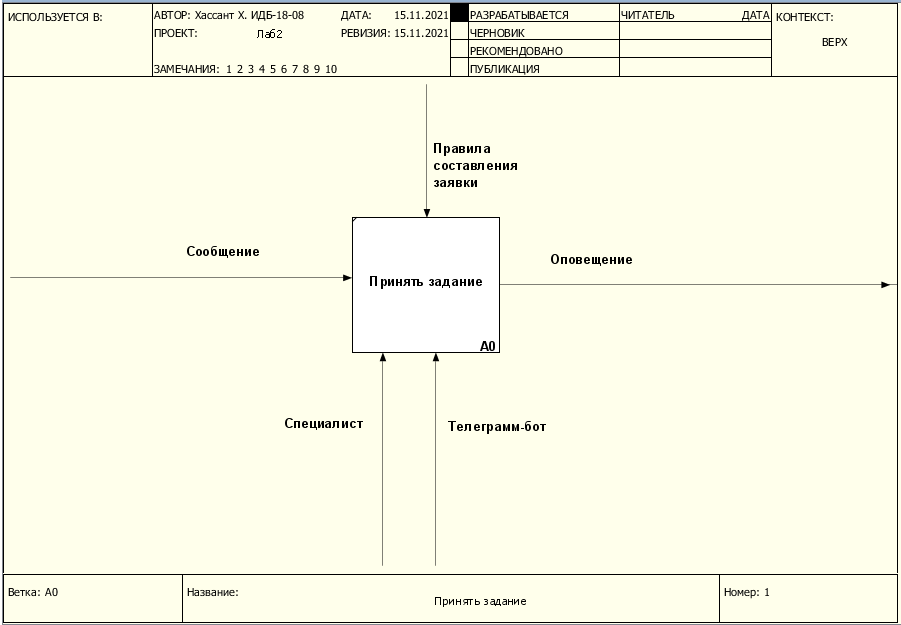 ИСПОЛЬЗУЕТСЯ В:
АВТОР: Хассант Х. ИДБ-18-08
ДАТА: 15.11.2021
ПРОЕКТ: Лаб2
РЕВИЗИЯ: 15.11.2021
ЗАМЕЧАНИЯ: 1 2 3 4 5 6 7 8 9 10
РАЗРАБАТЫВАЕТСЯ
ЧЕРНОВИК
РЕКОМЕНДОВАНО
ПУБЛИКАЦИЯ
ЧИТАТЕЛЬ ДАТА
КОНТЕКСТ:
ВЕРХ
Правила
составления
заявки
Сообщение
Принять задание
A0
Оповещение
Специалист
Телеграмм-бот
Ветка: A0
Название:
Принять задание
Номер: 1